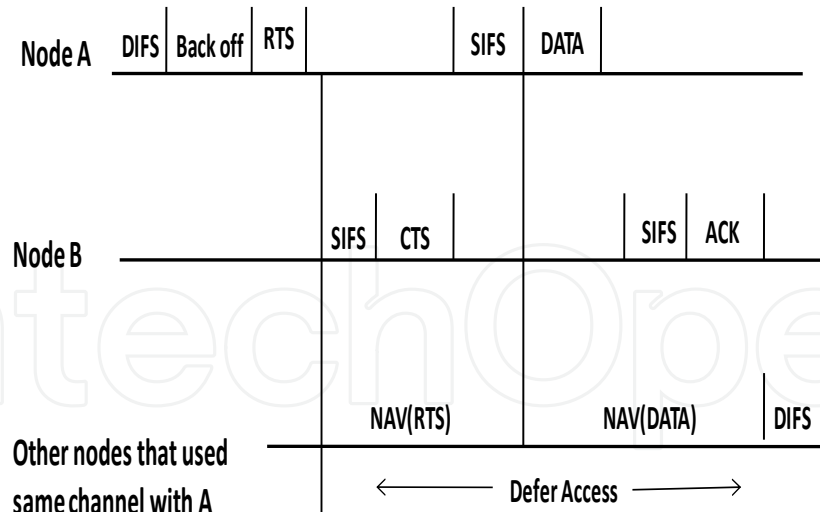 Node A DIFS Back off RTS SIFS DATA
Node B SIFS CTS SIFS ACK
NAV(RTS) NAV(DATA) DIFS
Other nodes that used
same channel with A
Defer Access